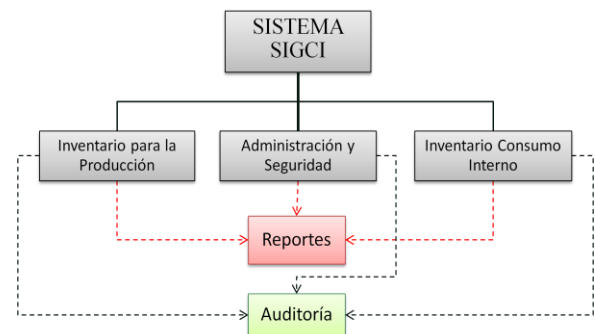 SISTEMA
SIGCI
Inventario para la
Producción
Administración y
Seguridad
Inventario Consumo
Interno
Reportes
Auditoría